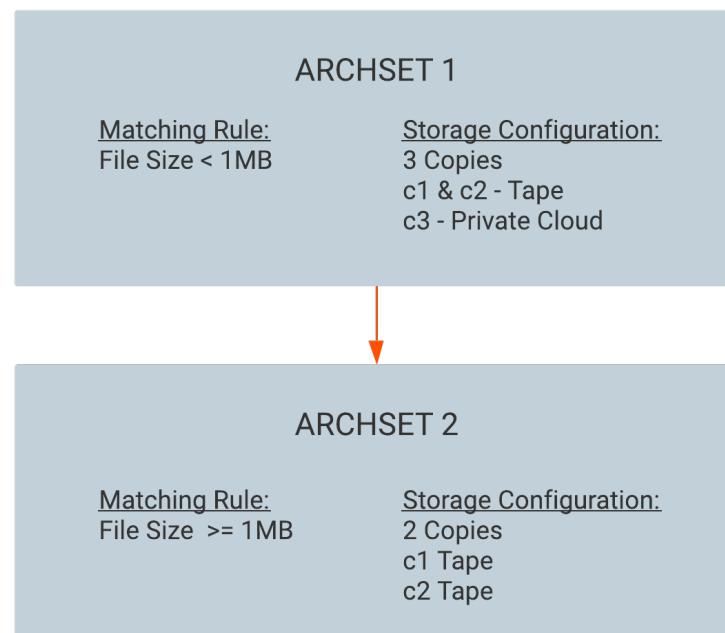 ARCHSET 1
Matching Rule:
File Size < 1MB
Storage Configuration:
3 Copies
c1 & c2 - Tape
c3 - Private Cloud
ARCHSET 2
Matching Rule:
File Size >= 1MB
Storage Configuration:
2 Copies
c1 Tape
c2 Tape